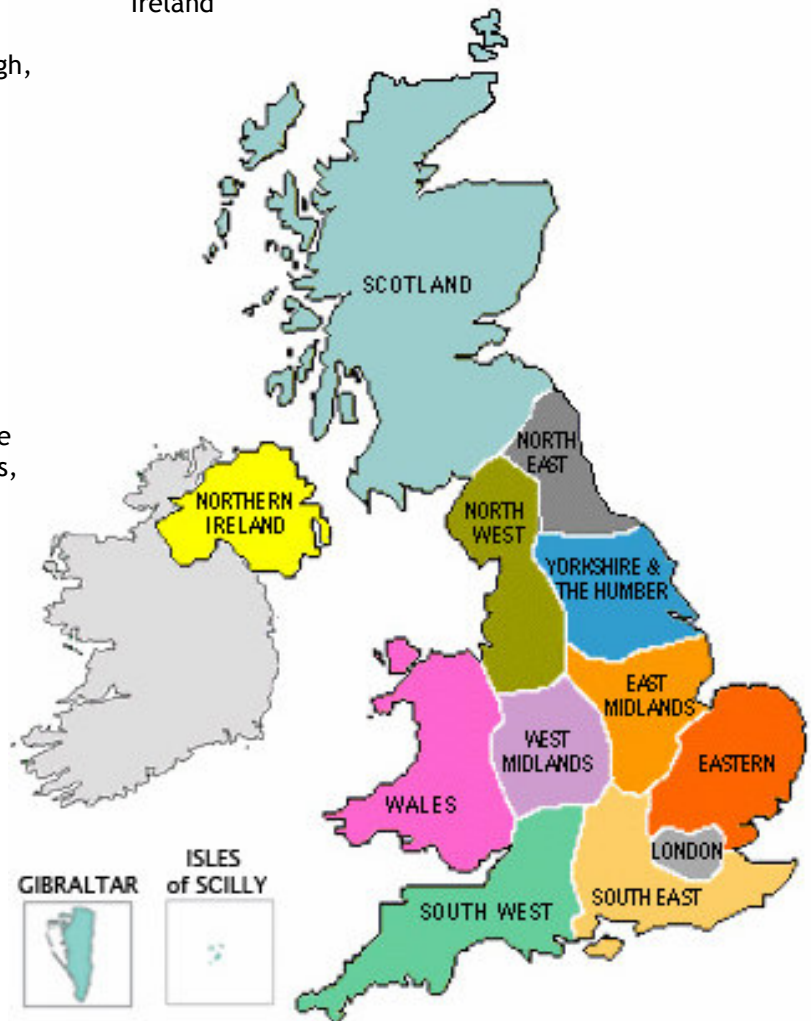 Ireland
gh,
SCOTLAND
e
s,
NORTH
EAST
NORTHERN
IRELAND
NORTH
WEST
YORKSHIRE &
THE HUMBER
EAST
MIDLANDS
WEST
MIDLANDS
EASTERN
WALES
LONDON
ISLES
of SCILLY
GIBRALTAR
SOUTH EAST
SOUTH WEST